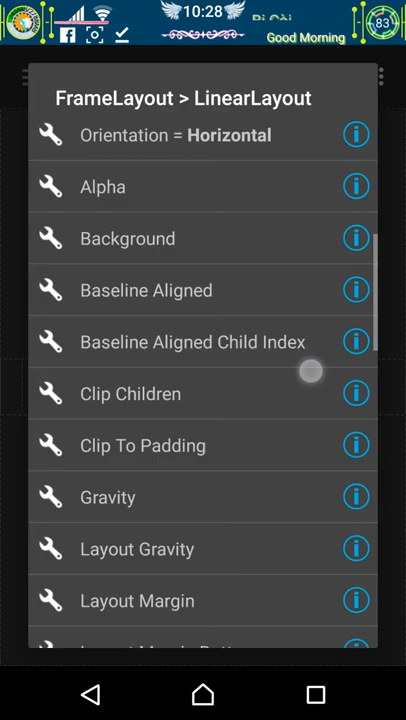 10:28
Good Morning
83
FrameLayout > LinearLayout
Orientation = Horizontal
Alpha
Background
Baseline Aligned
Baseline Aligned Child Index
Clip Children
Clip To Padding
Gravity
Layout Gravity
Layout Margin